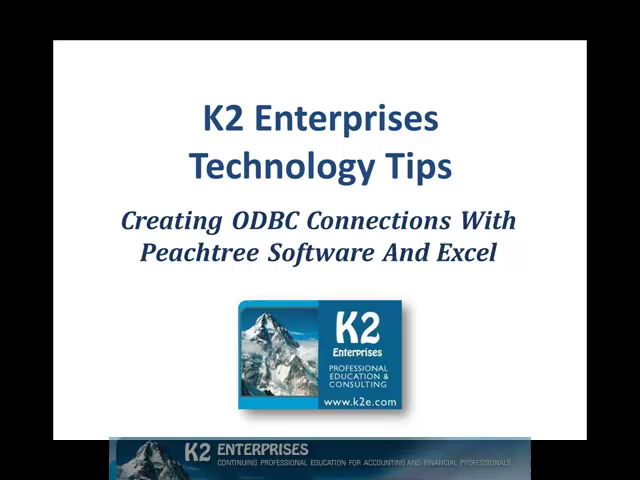 K2 Enterprises
Technology Tips
Creating ODBC Connections With
Peachtree Software And Excel
K2
Enterprises
PROFESSIONAL
EDUCATION &
CONSULTING
www.k2e.com
K2 ENTERPRISES
CONTINUING PROFESSIONAL EDUCATION FOR ACCOUNTING AND FINANCIAL PROFESSIONALS